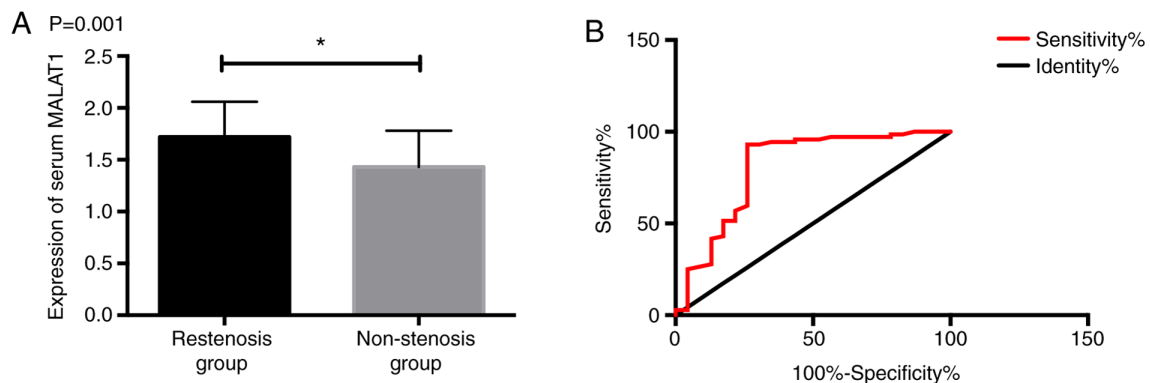 A
P=0.001
*
Expression of serum MALAT1
2.5
2.0
1.5
1.0
0.5
0.0
Restenosis
group
Non-stenosis
group
B
Sensitivity%
Identity%
Sensitivity%
150
100
50
0
0
50
100
150
100%-Specificity%